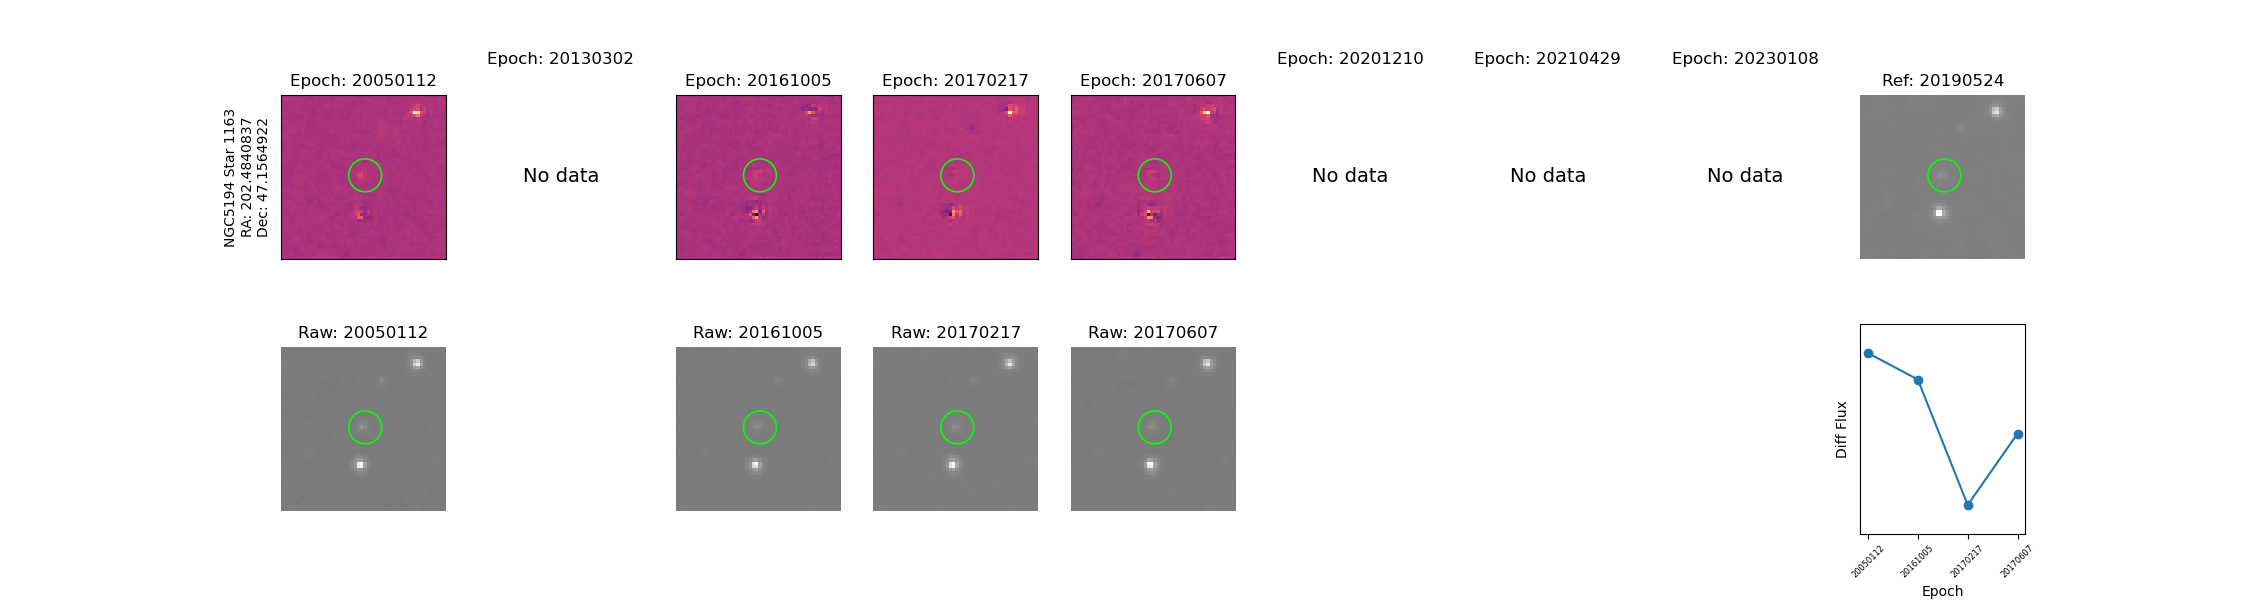 NGC5194 Star 1163
RA: 202.4840837
Dec: 47.1564922
Epoch: 20050112
Epoch: 20130302
No data
Epoch: 20161005
Epoch: 20170217
Epoch: 20170607
Epoch: 20201210
No data
Epoch: 20210429
No data
Epoch: 20230108
No data
Ref: 20190524
Raw: 20050112
Raw: 20161005
Raw: 20170217
Raw: 20170607
Diff Flux
20050112
20161005
20170217
20170607
Epoch